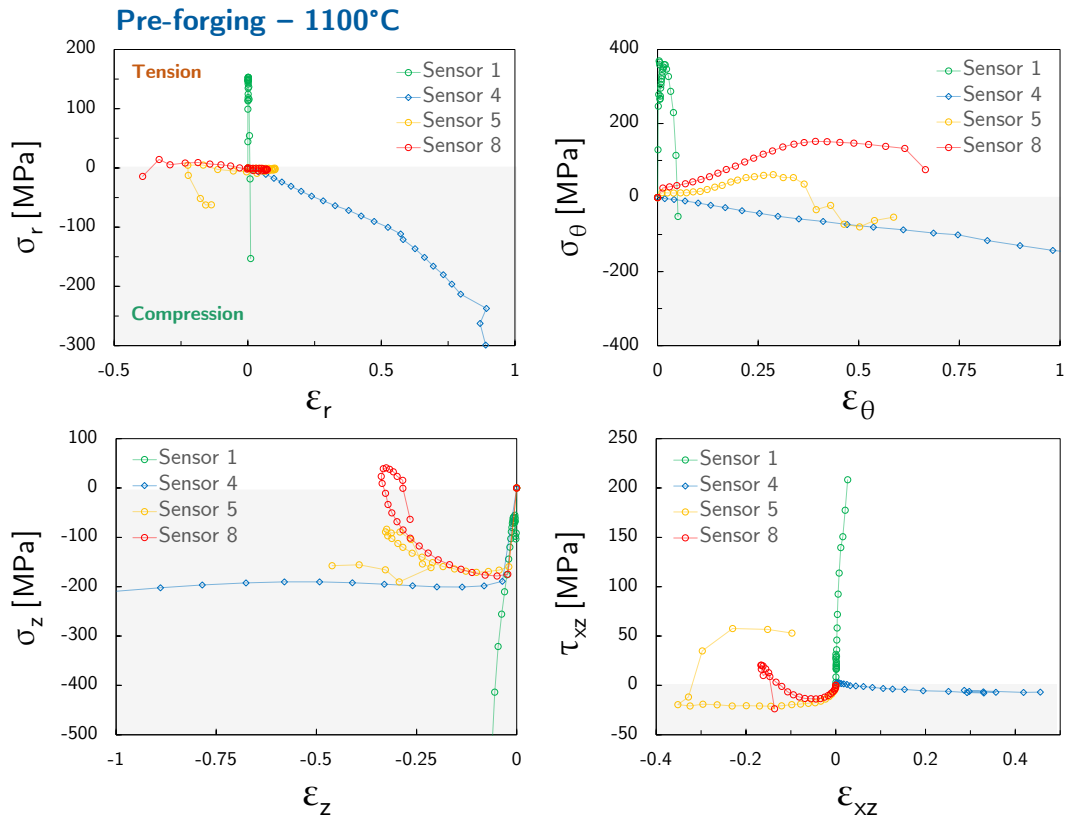 Pre-forging – 1100°C
200
150
100
50
0
-50
-100
-150
-200
-250
-300
-0.5
0
0.5
1
σr [MPa]
εr
Tension
Compression
Sensor 1
Sensor 4
Sensor 5
Sensor 8
400
200
0
-200
-400
0
0.25
0.5
0.75
1
σθ [MPa]
εθ
Sensor 1
Sensor 4
Sensor 5
Sensor 8
100
0
-100
-200
-300
-400
-500
-1
-0.75
-0.5
-0.25
0
σz [MPa]
εz
Sensor 1
Sensor 4
Sensor 5
Sensor 8
250
200
150
100
50
0
50
-0.4
-0.2
0
0.2
0.4
τxz [MPa]
εxz
Sensor 1
Sensor 4
Sensor 5
Sensor 8